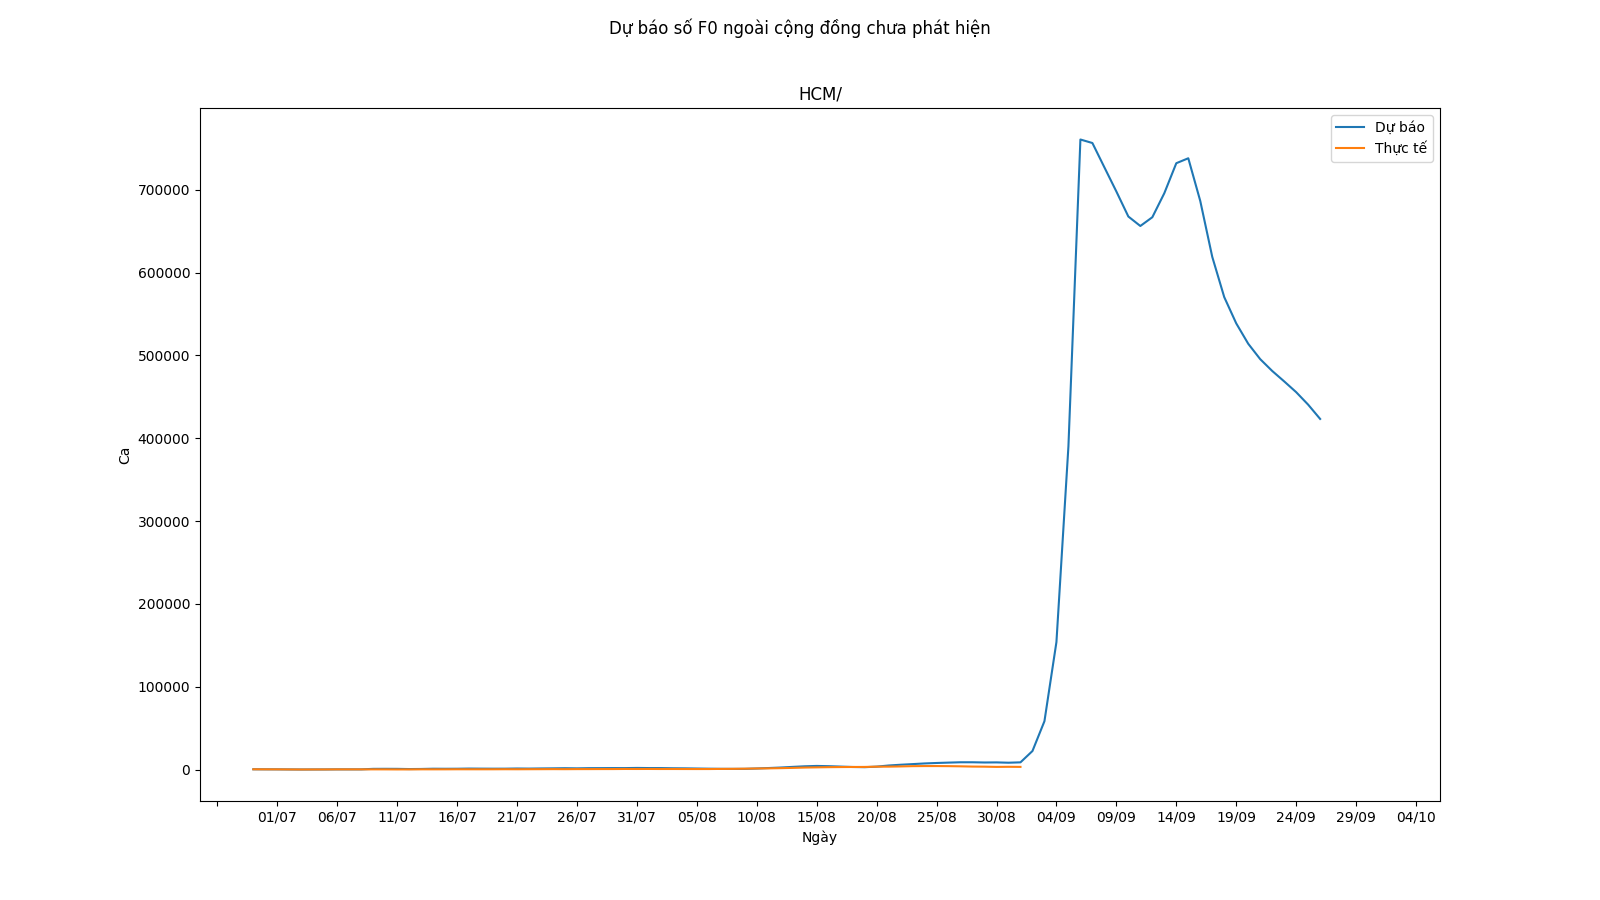 Dự báo số F0 ngoài cộng đồng chưa phát hiện
HCM/
Dự báo
Thực tế
700000
600000
500000
400000
300000
200000
100000
0
Ca
01/07 06/07 11/07 16/07 21/07 26/07 31/07 05/08 10/08 15/08 20/08 25/08 30/08 04/09 09/09 14/09 19/09 24/09 29/09 04/10
Ngày